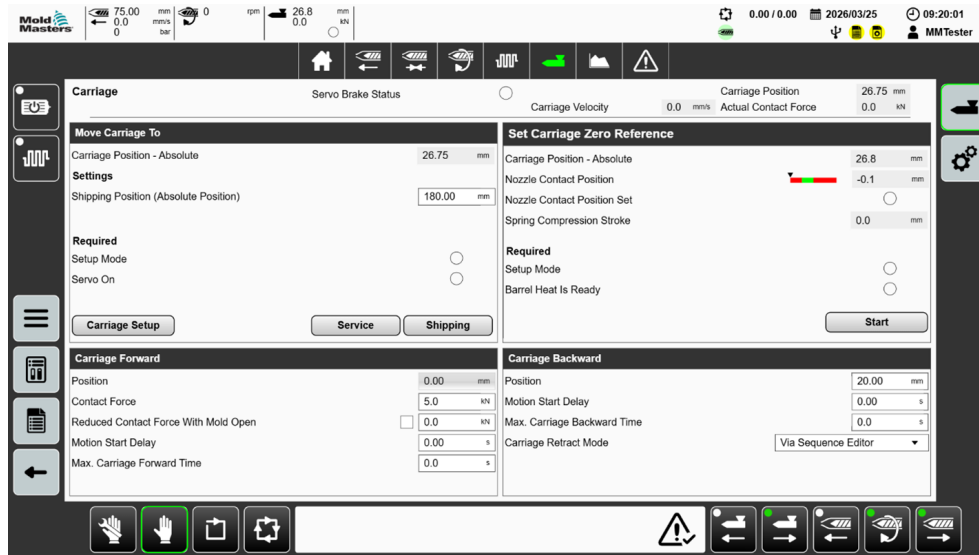 Mold
Masters
75.00 mm
0.0 mm/s
0 bar
0 rpm
26.8 mm
0.0 kN
0.00 / 0.00
2026/03/25
09:20:01
MMTester
Carriage
Servo Brake Status
Carriage Velocity 0.0 mm/s
Carriage Position 26.75 mm
Actual Contact Force 0.0 kN
Move Carriage To
Carriage Position - Absolute 26.75 mm
Settings
Shipping Position (Absolute Position) 180.00 mm
Required
Setup Mode
Servo On
Carriage Setup
Service
Shipping
Set Carriage Zero Reference
Carriage Position - Absolute 26.8 mm
Nozzle Contact Position -0.1 mm
Nozzle Contact Position Set
Spring Compression Stroke 0.0 mm
Required
Setup Mode
Barrel Heat Is Ready
Start
Carriage Forward
Position 0.00 mm
Contact Force 5.0 kN
Reduced Contact Force With Mold Open 0.0 kN
Motion Start Delay 0.00 s
Max. Carriage Forward Time 0.0 s
Carriage Backward
Position 20.00 mm
Motion Start Delay 0.00 s
Max. Carriage Backward Time 0.0 s
Carriage Retract Mode Via Sequence Editor